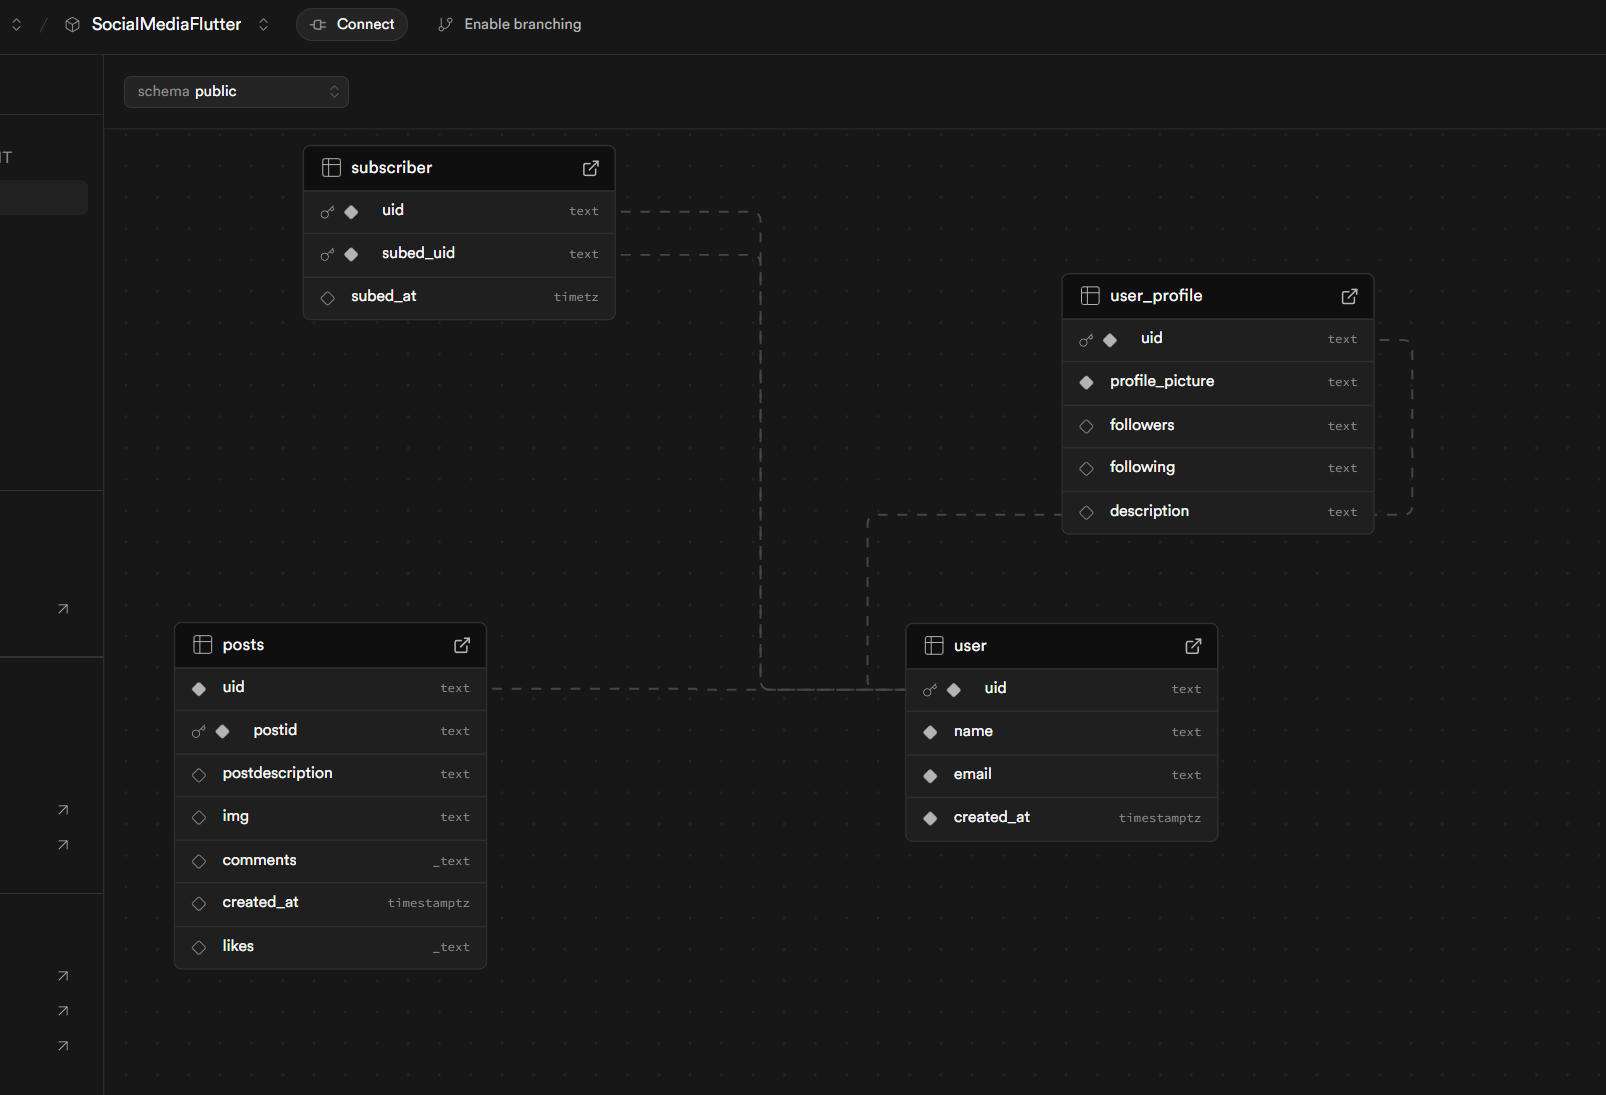 SocialMediaFlutter
Connect
Enable branching
schema public
subscriber
uid text
subed_uid text
subed_at timetz
user_profile
uid text
profile_picture text
followers text
following text
description text
posts
uid text
postid text
postdescription text
img text
comments _text
created_at timestamptz
likes _text
user
uid text
name text
email text
created_at timestamptz